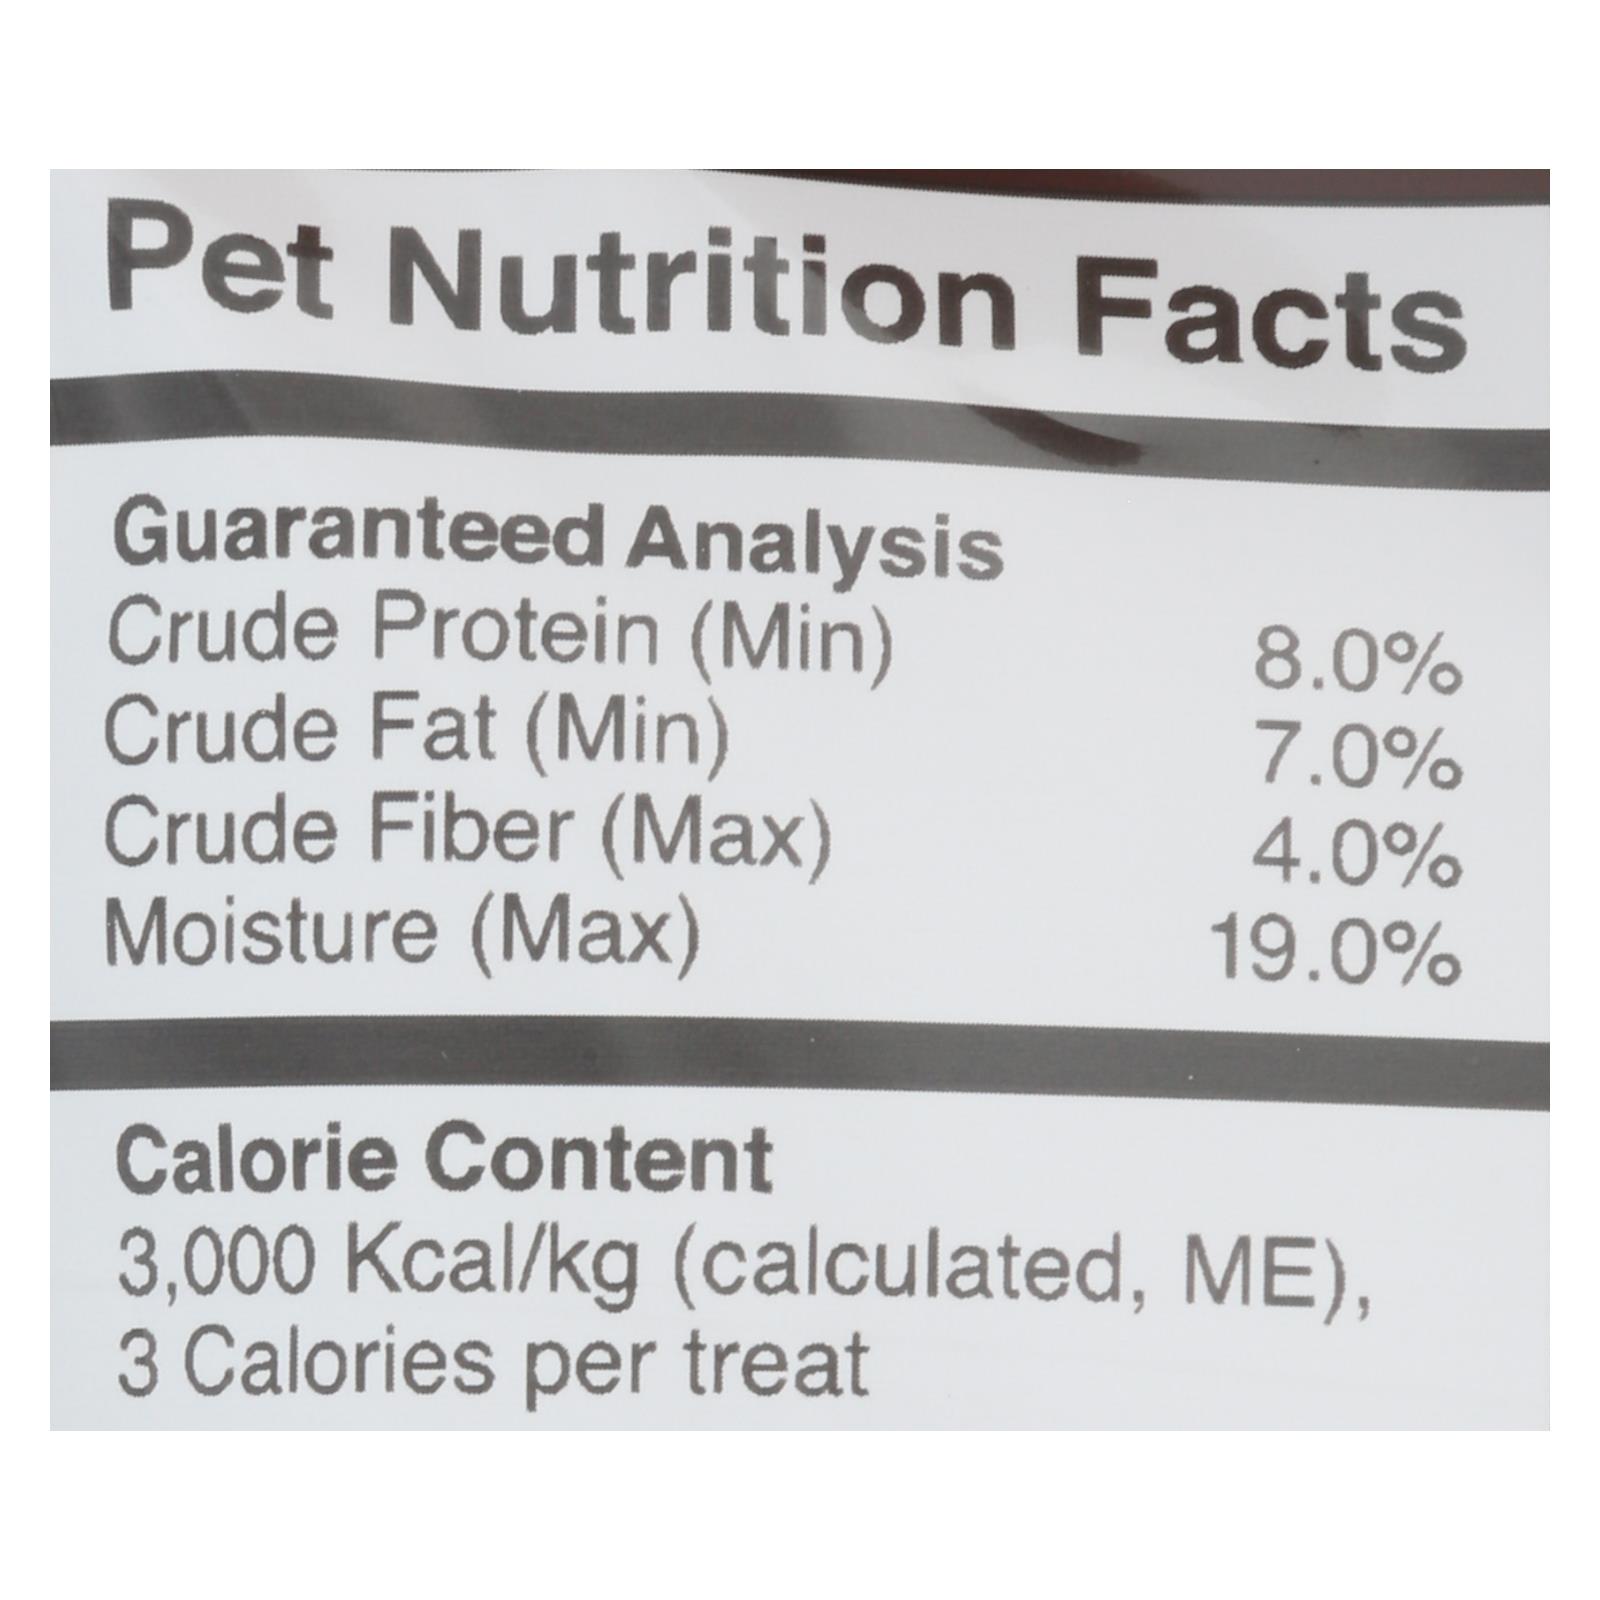 Pet Nutrition Facts
Guaranteed Analysis
Crude Protein (Min) 8.0%
Crude Fat (Min) 7.0%
Crude Fiber (Max) 4.0%
Moisture (Max) 19.0%
Calorie Content
3,000 Kcal/kg (calculated, ME),
3 Calories per treat